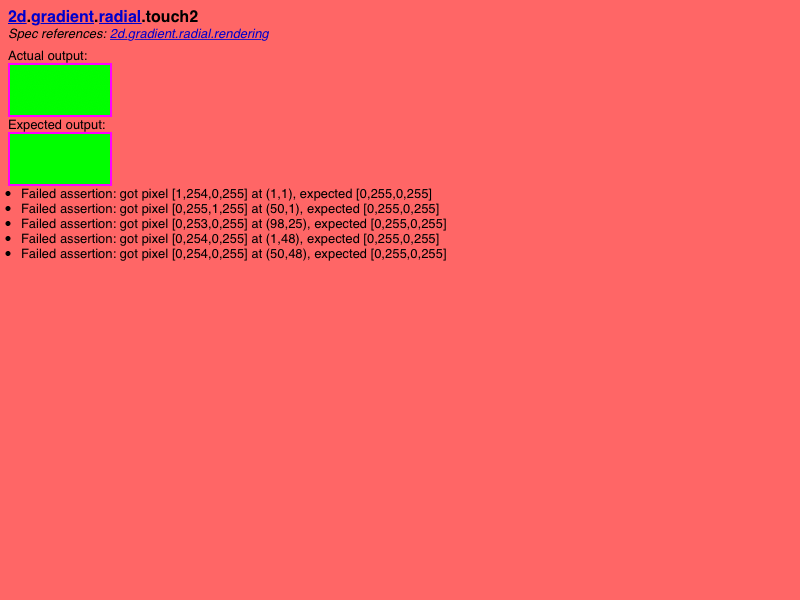 2d.gradient.radial.touch2
Spec references: 2d.gradient.radial.rendering
Actual output:
Expected output:
• Failed assertion: got pixel [1,254,0,255] at (1,1), expected [0,255,0,255]
• Failed assertion: got pixel [0,255,1,255] at (50,1), expected [0,255,0,255]
• Failed assertion: got pixel [0,253,0,255] at (98,25), expected [0,255,0,255]
• Failed assertion: got pixel [0,254,0,255] at (1,48), expected [0,255,0,255]
• Failed assertion: got pixel [0,254,0,255] at (50,48), expected [0,255,0,255]